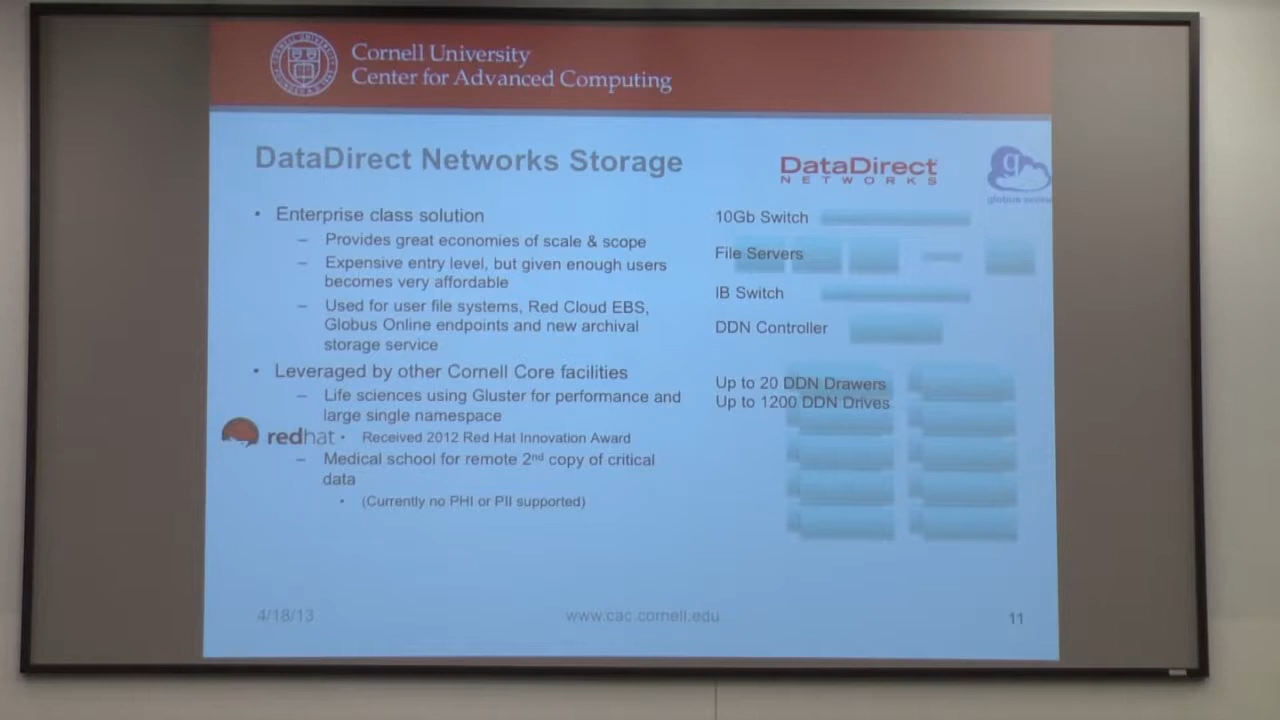 Cornell University
Center for Advanced Computing
DataDirect Networks Storage
DataDirect
NETWORKS
g
globus online
• Enterprise class solution
– Provides great economies of scale & scope
– Expensive entry level, but given enough users
becomes very affordable
– Used for user file systems, Red Cloud EBS,
Globus Online endpoints and new archival
storage service
• Leveraged by other Cornell Core facilities
– Life sciences using Gluster for performance and
large single namespace
redhat
• Received 2012 Red Hat Innovation Award
– Medical school for remote 2nd copy of critical
data
• (Currently no PHI or PII supported)
10Gb Switch
File Servers
IB Switch
DDN Controller
Up to 20 DDN Drawers
Up to 1200 DDN Drives
4/18/13
www.cac.cornell.edu
11